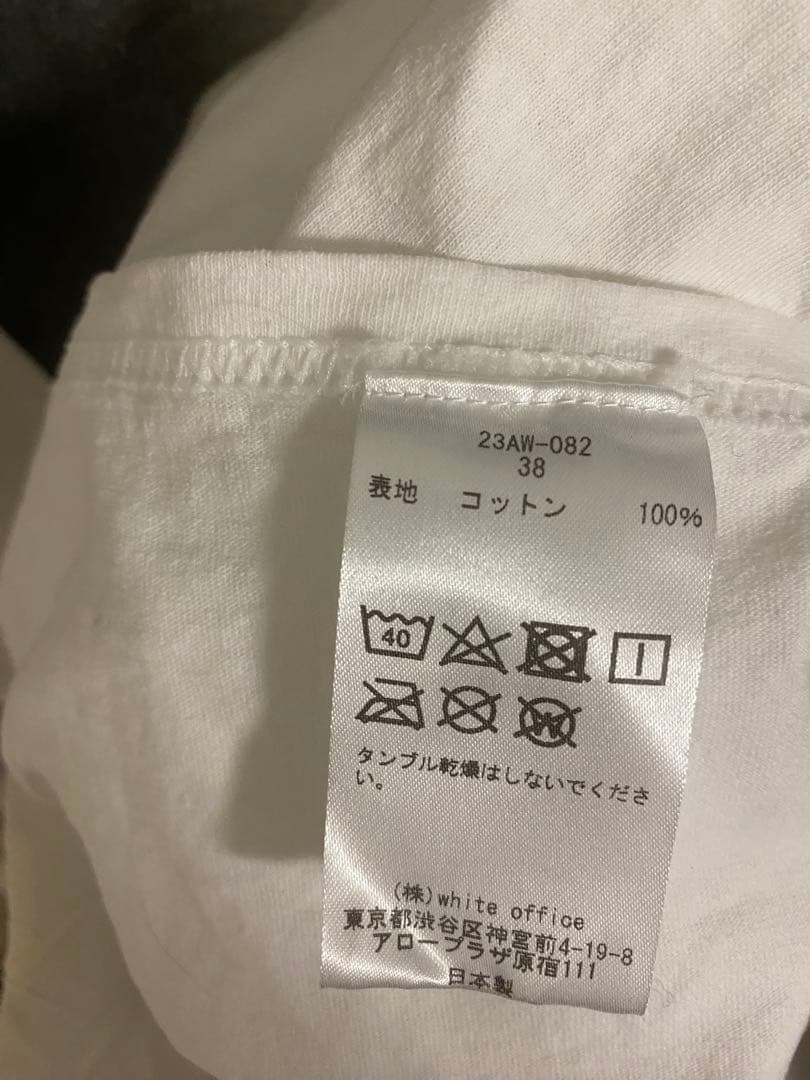 23AW-082
38
表地 コットン 100%
40
W
タンブル乾燥はしないでくださ
い。
(株)white office
東京都渋谷区神宮前4-19-8
アロープラザ原宿111
日本製